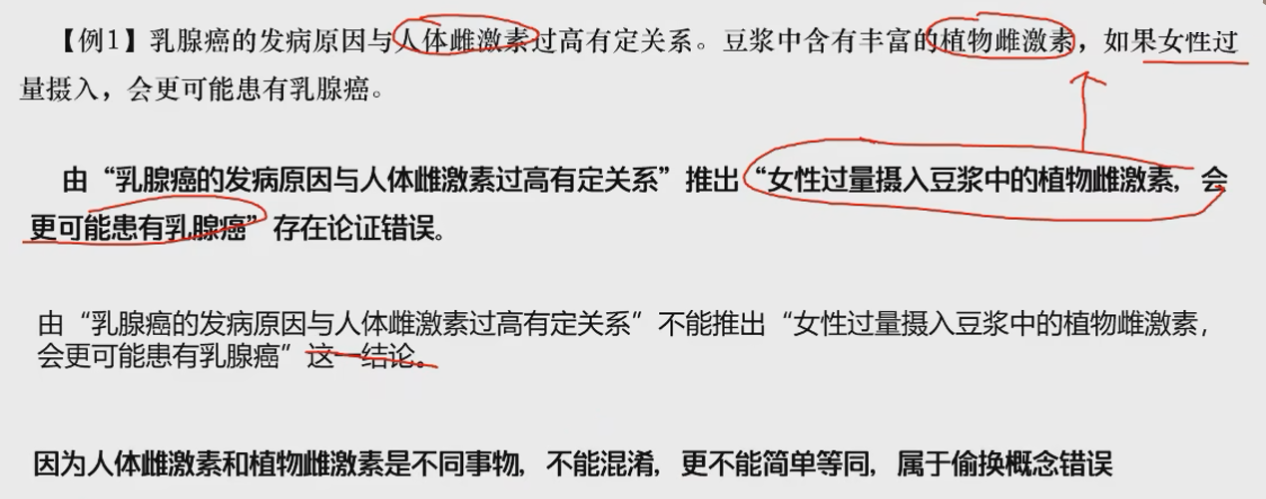 【例1】乳腺癌的发病原因与人体雌激素过高有定关系。豆浆中含有丰富的植物雌激素，如果女性过
量摄入，会更可能患有乳腺癌。
由“乳腺癌的发病原因与人体雌激素过高有定关系”推出“女性过量摄入豆浆中的植物雌激素，会
更可能患有乳腺癌”存在论证错误。
由“乳腺癌的发病原因与人体雌激素过高有定关系”不能推出“女性过量摄入豆浆中的植物雌激素，
会更可能患有乳腺癌”这一结论。
因为人体雌激素和植物雌激素是不同事物，不能混淆，更不能简单等同，属于偷换概念错误